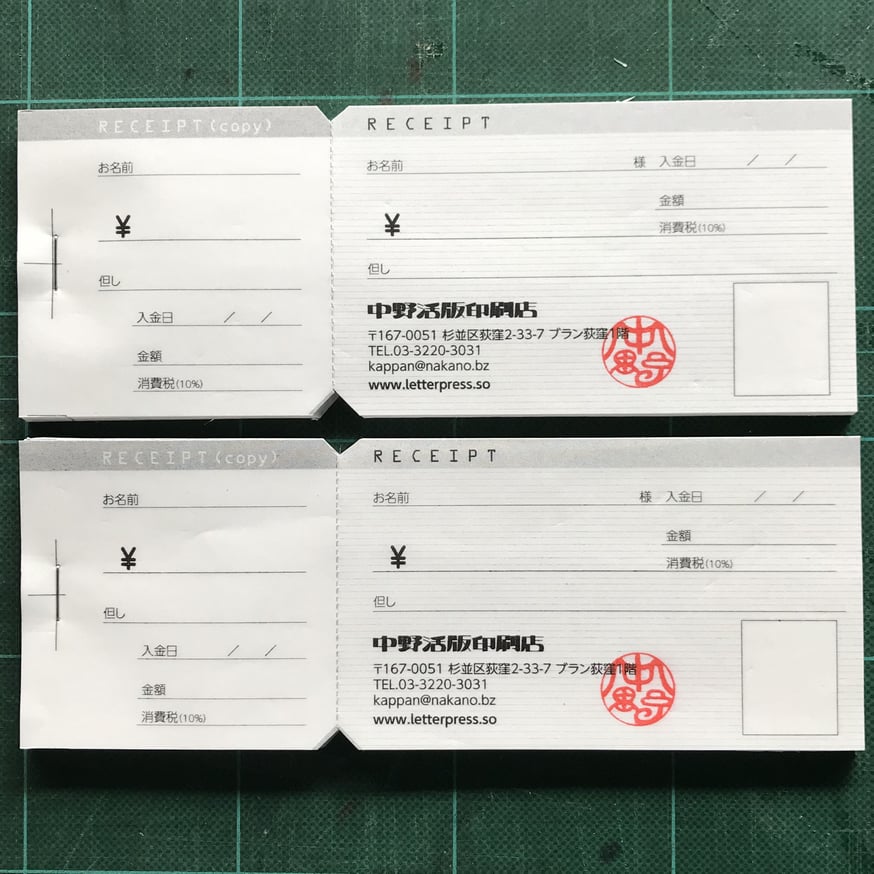 RECEIPT(copy)
お名前
¥
但し
入金日 / /
金額
消費税(10%)
RECEIPT
お名前 様
入金日 / /
金額
消費税(10%)
¥
但し
中野活版印刷店
〒167-0051 杉並区荻窪2-33-7 ブラン荻窪1階
TEL.03-3220-3031
kappan@nakano.bz
www.letterpress.so
RECEIPT(copy)
お名前
¥
但し
入金日 / /
金額
消費税(10%)
RECEIPT
お名前 様
入金日 / /
金額
消費税(10%)
¥
但し
中野活版印刷店
〒167-0051 杉並区荻窪2-33-7 ブラン荻窪1階
TEL.03-3220-3031
kappan@nakano.bz
www.letterpress.so